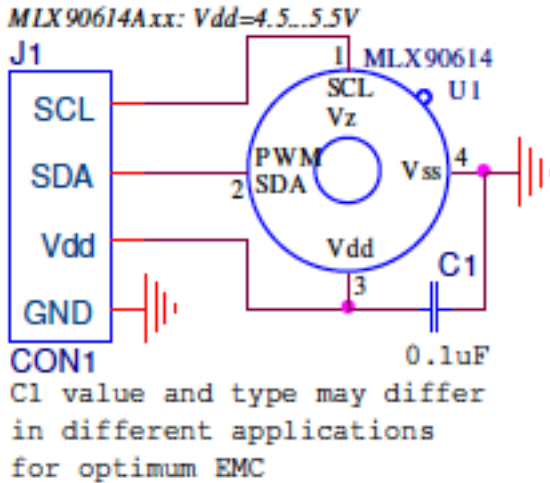 MLX90614Axx: Vdd=4.5...5.5V
J1
1
MLX90614
U1
SCL
SCL
Vz
SDA
PWM
SDA
2
Vss
4
Vdd
Vdd
3
C1
GND
0.1uF
CON1
C1 value and type may differ
in different applications
for optimum EMC